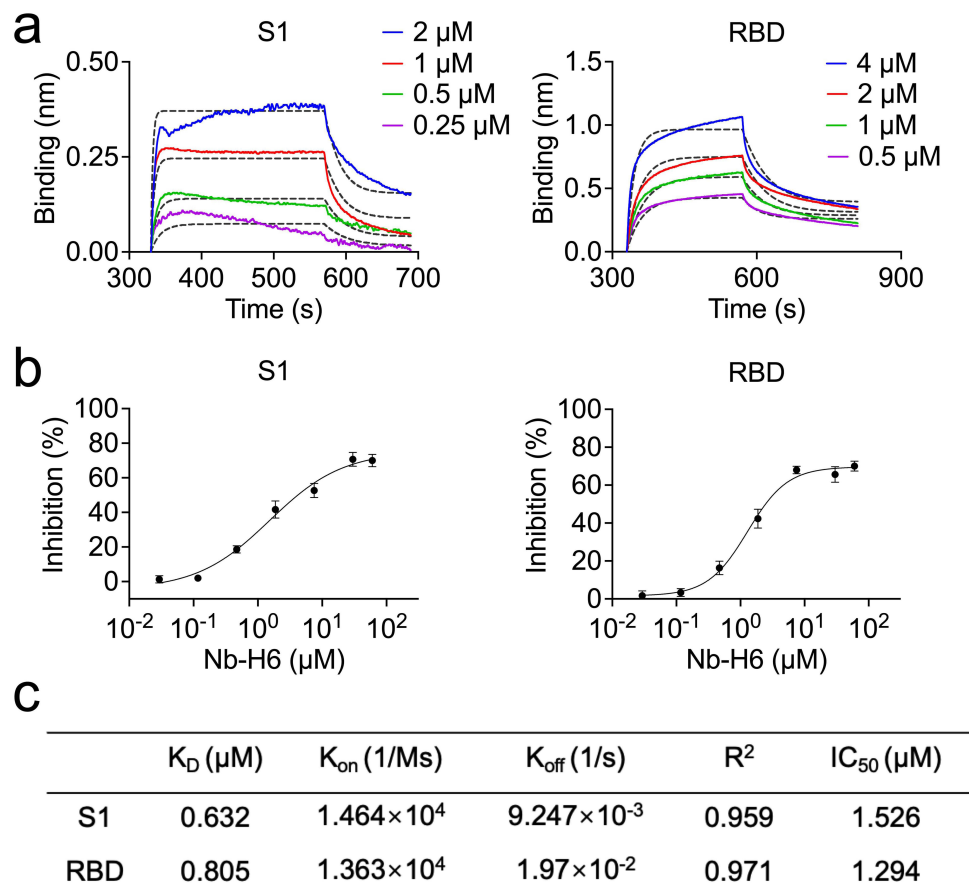 a
S1
2 µM
1 µM
0.5 µM
0.25 µM
Binding (nm)
0.50
0.25
0.00
300 400 500 600 700
Time (s)
RBD
4 µM
2 µM
1 µM
0.5 µM
Binding (nm)
1.5
1.0
0.5
0.0
300 600 900
Time (s)
b
S1
Inhibition (%)
100
80
60
40
20
0
10-2 10-1 100 101 102
Nb-H6 (µM)
RBD
Inhibition (%)
100
80
60
40
20
0
10-2 10-1 100 101 102
Nb-H6 (µM)
c
KD (µM) Kon (1/Ms) Koff (1/s) R2 IC50 (µM)
S1 0.632 1.464×104 9.247×10-3 0.959 1.526
RBD 0.805 1.363×104 1.97×10-2 0.971 1.294